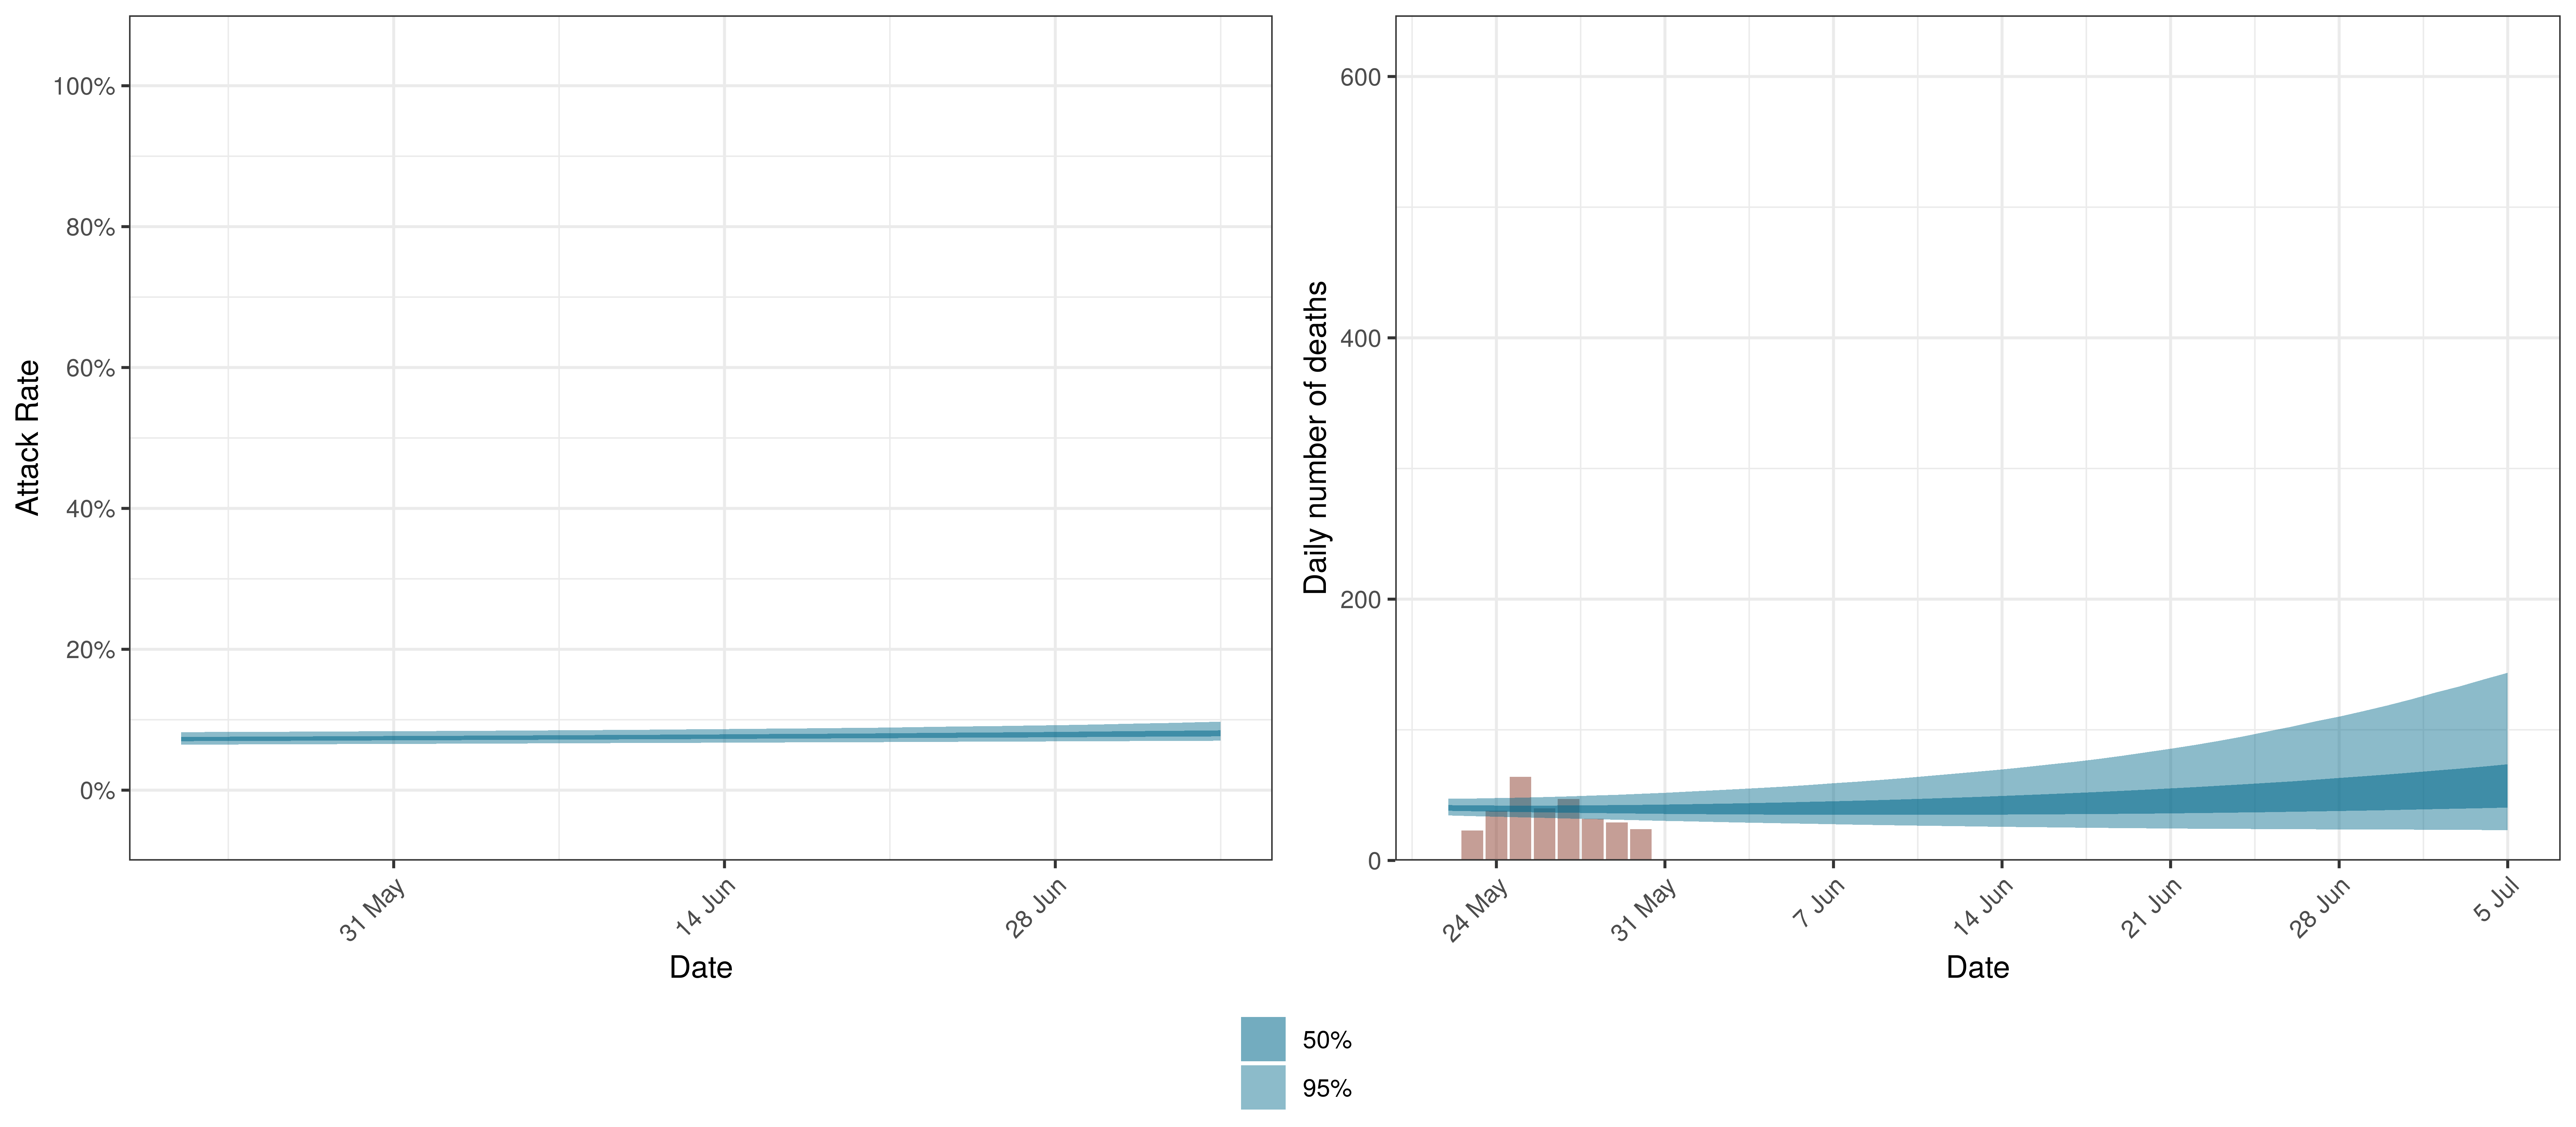 Attack Rate
100%
80%
60%
40%
20%
0%
31 May
14 Jun
28 Jun
Date
Daily number of deaths
600
400
200
0
24 May
31 May
7 Jun
14 Jun
21 Jun
28 Jun
5 Jul
Date
50%
95%